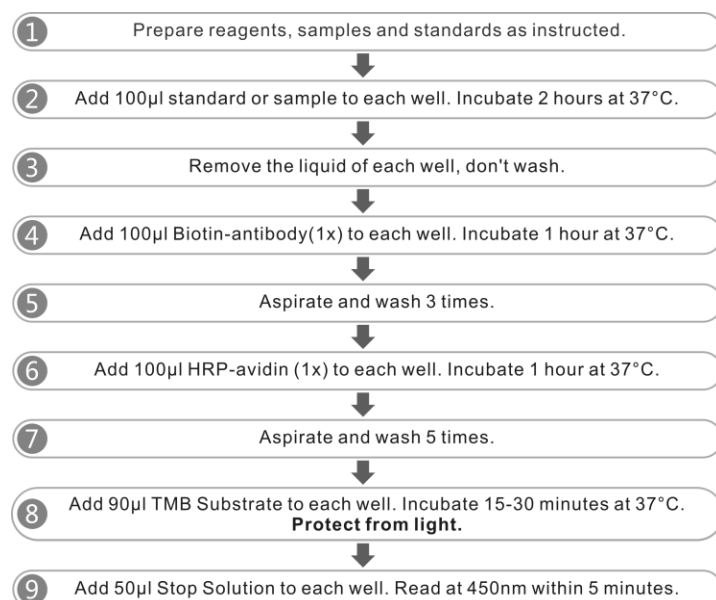 1
Prepare reagents, samples and standards as instructed.
2
Add 100µl standard or sample to each well. Incubate 2 hours at 37°C.
3
Remove the liquid of each well, don't wash.
4
Add 100µl Biotin-antibody(1x) to each well. Incubate 1 hour at 37°C.
5
Aspirate and wash 3 times.
6
Add 100µl HRP-avidin (1x) to each well. Incubate 1 hour at 37°C.
7
Aspirate and wash 5 times.
8
Add 90µl TMB Substrate to each well. Incubate 15-30 minutes at 37°C.
Protect from light.
9
Add 50µl Stop Solution to each well. Read at 450nm within 5 minutes.